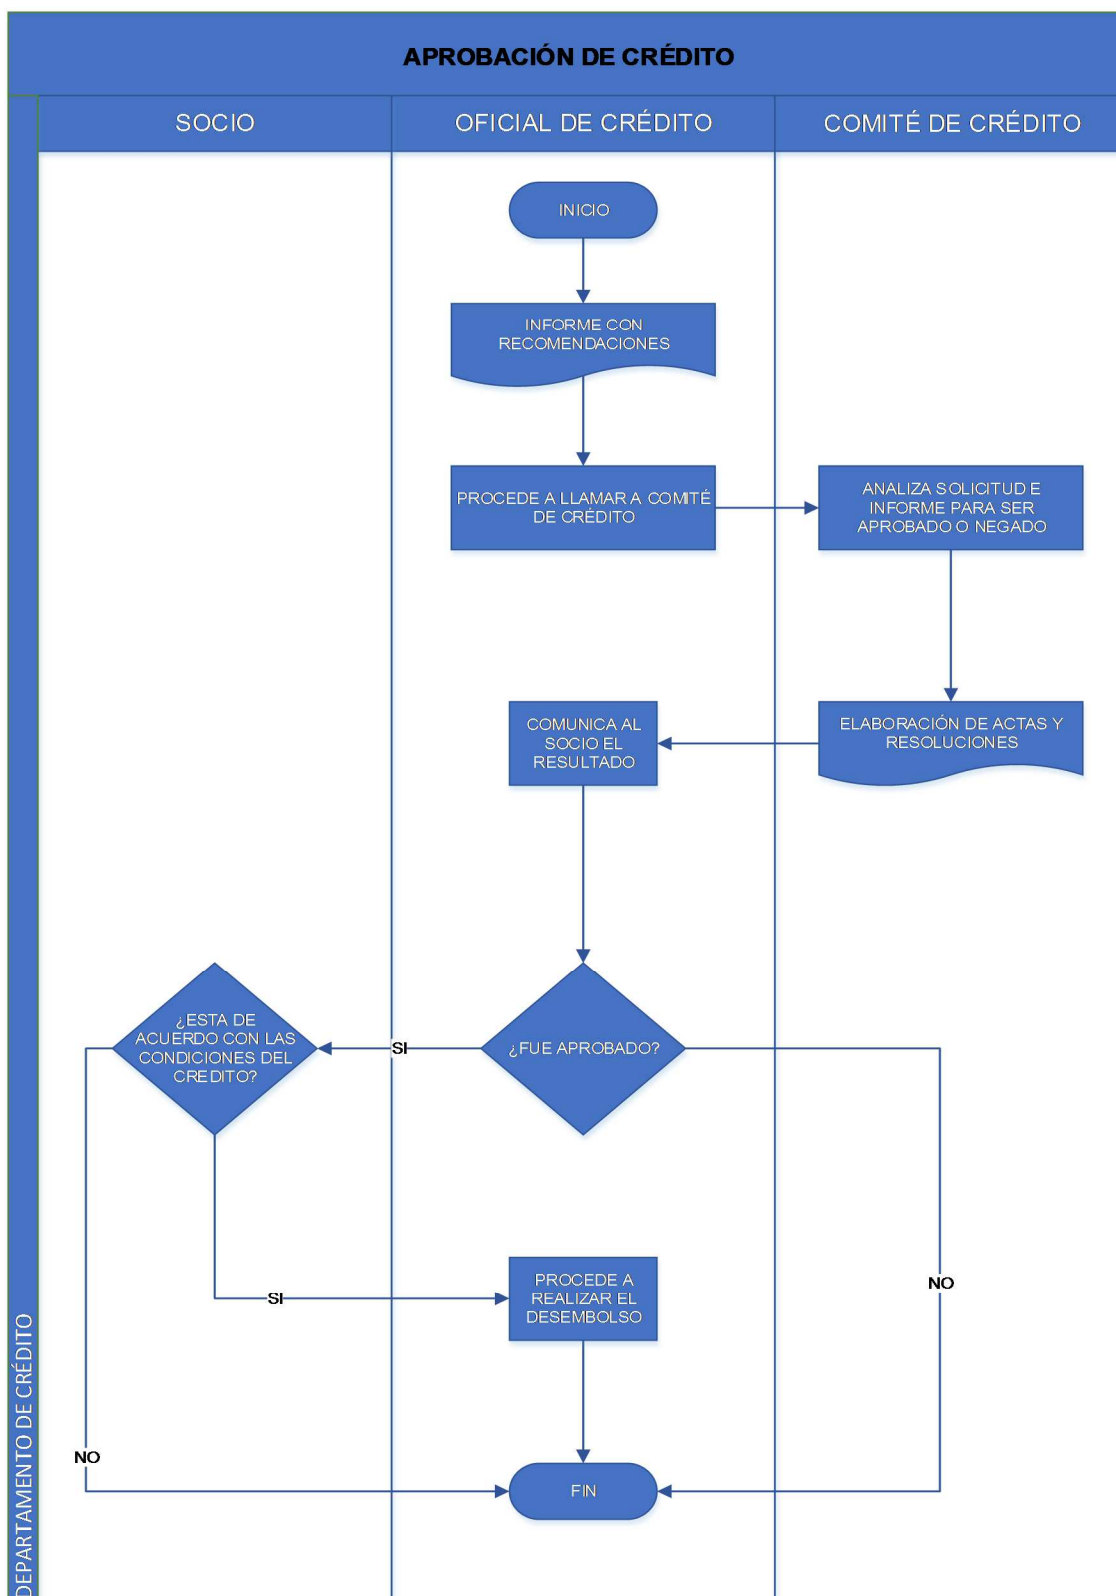 APROBACIÓN DE CRÉDITO
SOCIO
OFICIAL DE CRÉDITO
COMITÉ DE CRÉDITO
INICIO
INFORME CON
RECOMENDACIONES
PROCEDE A LLAMAR A COMITÉ
DE CRÉDITO
ANALIZA SOLICITUD E
INFORME PARA SER
APROBADO O NEGADO
COMUNICA AL
SOCIO EL
RESULTADO
ELABORACIÓN DE ACTAS Y
RESOLUCIONES
¿ESTA DE
ACUERDO CON LAS
CONDICIONES DEL
CREDITO?
SI
¿FUE APROBADO?
SI
PROCEDE A
REALIZAR EL
DESEMBOLSO
NO
NO
FIN
DEPARTAMENTO DE CRÉDITO